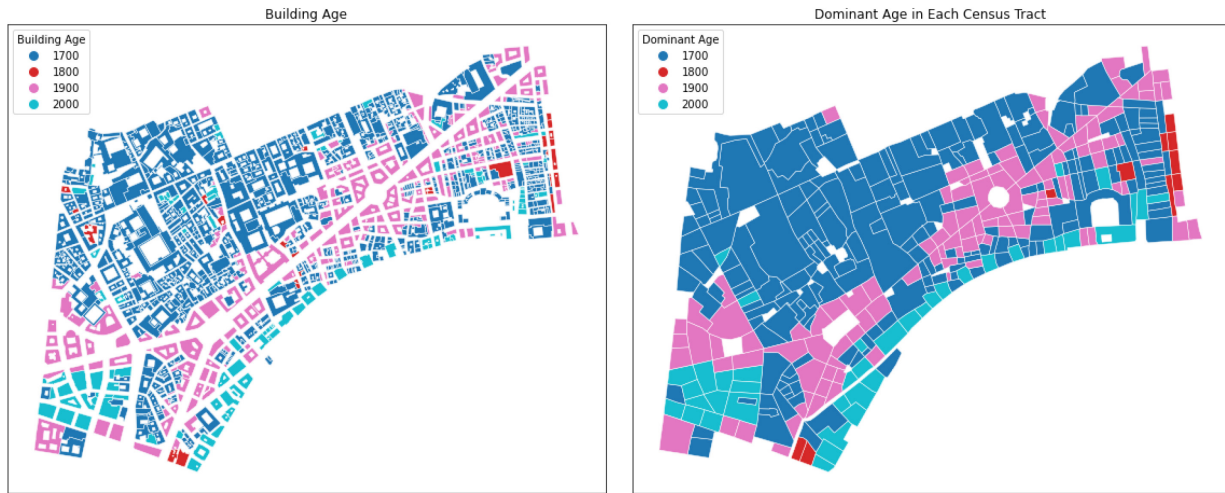 Building Age
Building Age
1700
1800
1900
2000
Dominant Age in Each Census Tract
Dominant Age
1700
1800
1900
2000